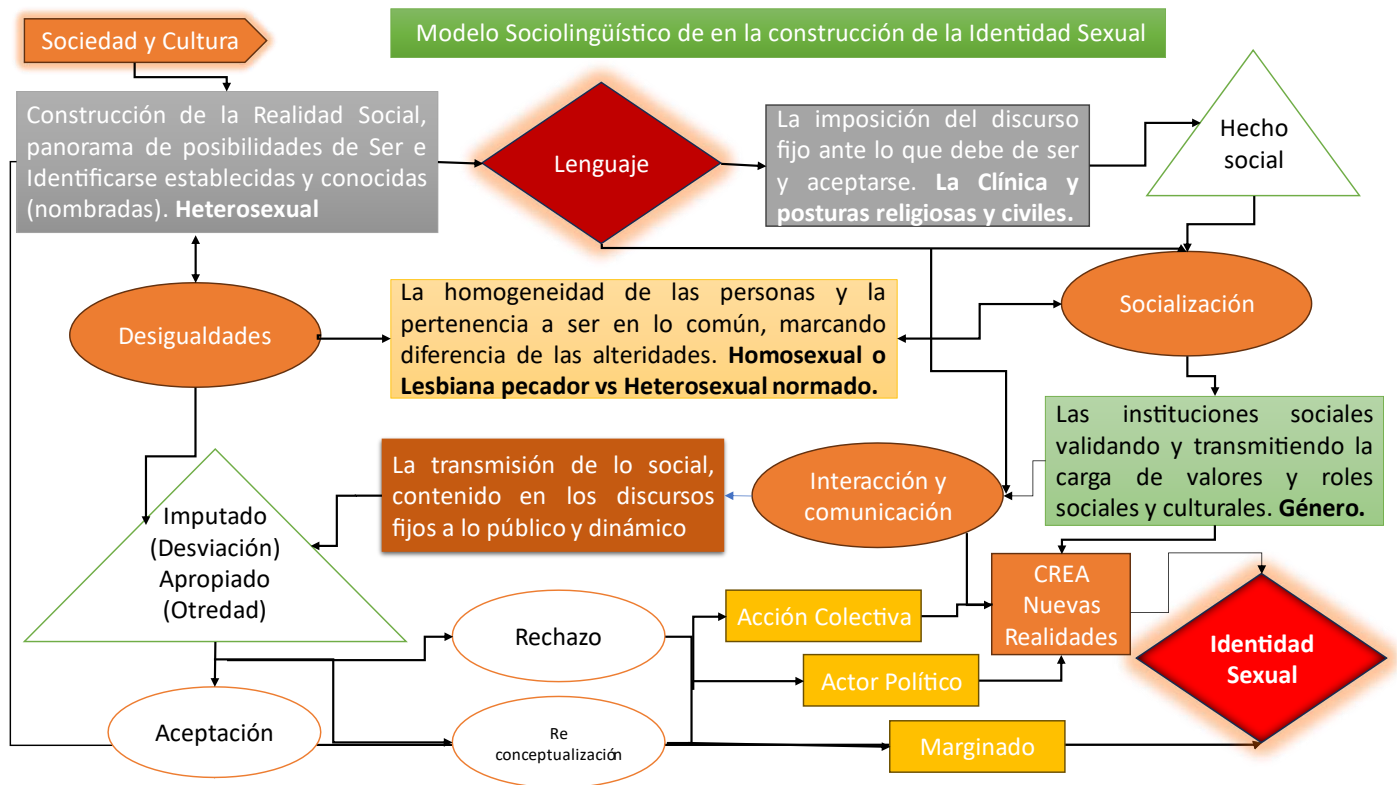 Sociedad y Cultura
Modelo Sociolingüístico de en la construcción de la Identidad Sexual
Construcción de la Realidad Social,
panorama de posibilidades de Ser e
Identificarse establecidas y conocidas
(nombradas). Heterosexual
Lenguaje
La imposición del discurso
fijo ante lo que debe de ser
y aceptarse. La Clínica y
posturas religiosas y civiles.
Hecho
social
Desigualdades
La homogeneidad de las personas y la
pertenencia a ser en lo común, marcando
diferencia de las alteridades. Homosexual o
Lesbiana pecador vs Heterosexual normado.
Socialización
Imputado
(Desviación)
Apropiado
(Otredad)
La transmisión de lo social,
contenido en los discursos
fijos a lo público y dinámico
Interacción y
comunicación
Las instituciones sociales
validando y transmitiendo la
carga de valores y roles
sociales y culturales. Género.
CREA
Nuevas
Realidades
Rechazo
Acción Colectiva
Actor Político
Identidad
Sexual
Aceptación
Re
conceptualización
Marginado